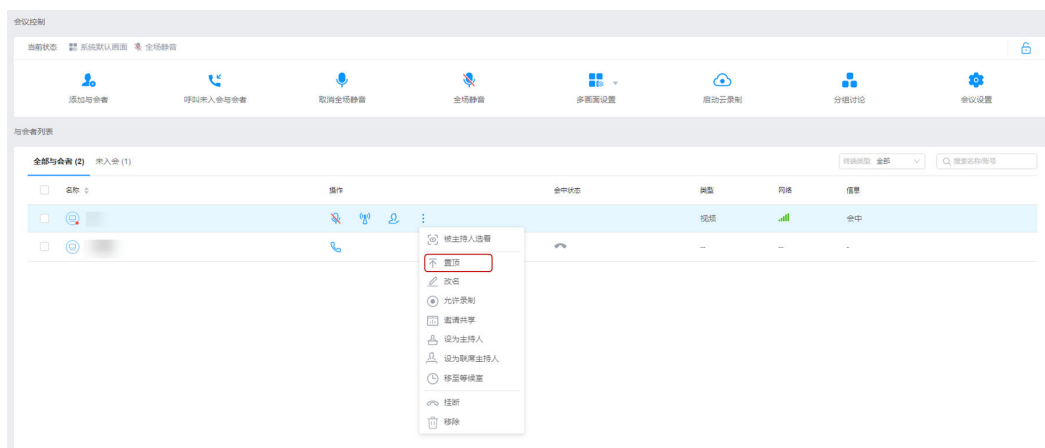 会议控制
当前状态 系统默认画面 全场静音
添加与会者 呼叫未入会与会者 取消全场静音 全场静音 多画面设置 启动云录制 分组讨论 会议设置
与会者列表
全部与会者 (2) 未入会 (1) 终端类型: 全部 搜索名称/账号
名称 操作 会中状态 类型 网络 信息
视频 会中
-- -- -
被主持人选看
置顶
改名
允许录制
邀请共享
设为主持人
设为联席主持人
移至等候室
挂断
移除